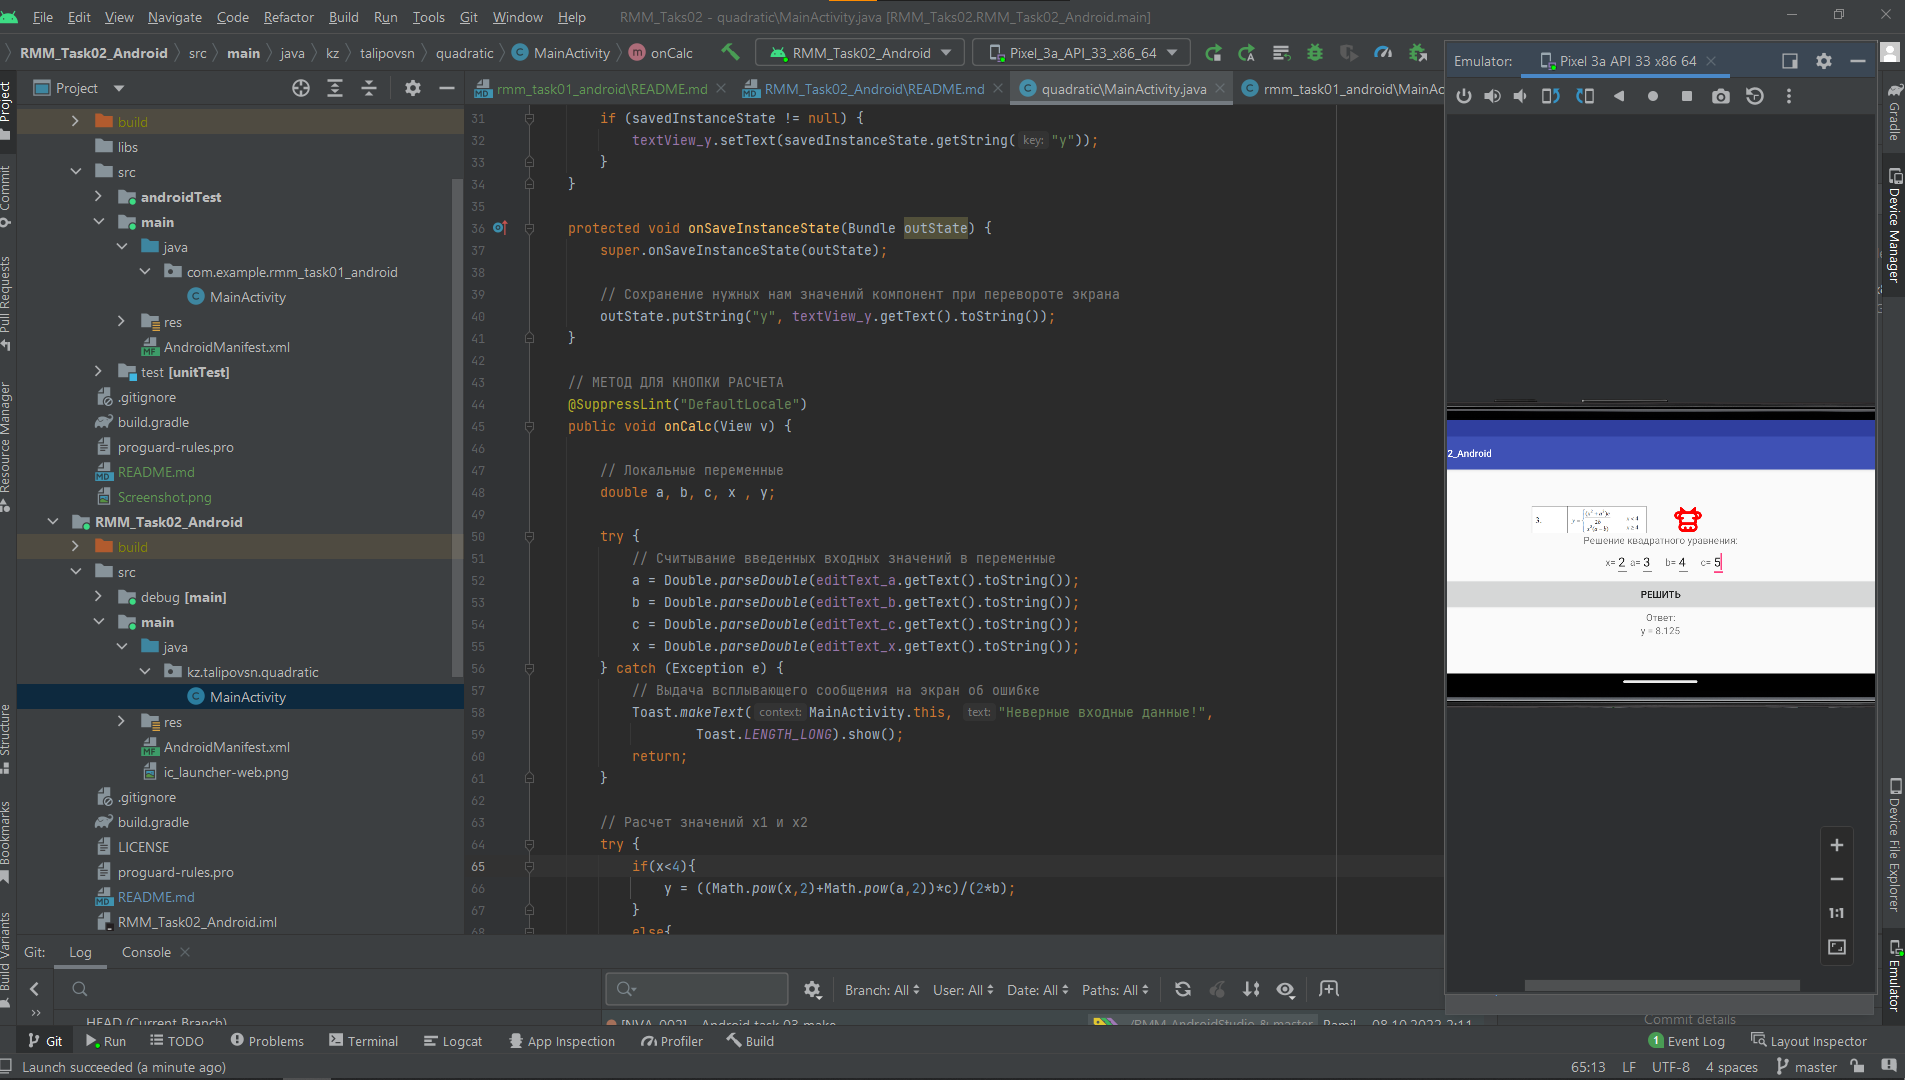 File Edit View Navigate Code Refactor Build Run Tools Git Window Help RMM_Taks02 - quadratic\MainActivity.java [RMM_Taks02.RMM_Task02_Android.main]
RMM_Task02_Android src main java kz talipovsn quadratic MainActivity onCalc RMM_Task02_Android Pixel_3a_API_33_x86_64
Emulator: Pixel 3a API 33 x86 64
Project
rmm_task01_android\README.md RMM_Task02_Android\README.md quadratic\MainActivity.java rmm_task01_android\MainAc
build
libs
src
androidTest
main
java
com.example.rmm_task01_android
MainActivity
res
AndroidManifest.xml
test [unitTest]
.gitignore
build.gradle
proguard-rules.pro
README.md
Screenshot.png
RMM_Task02_Android
build
src
debug [main]
main
java
kz.talipovsn.quadratic
MainActivity
res
AndroidManifest.xml
ic_launcher-web.png
.gitignore
build.gradle
LICENSE
proguard-rules.pro
README.md
RMM_Task02_Android.iml
31 if (savedInstanceState != null) {
32 textView_y.setText(savedInstanceState.getString( key: "y"));
33 }
34 }
35
36 protected void onSaveInstanceState(Bundle outState) {
37 super.onSaveInstanceState(outState);
38
39 // Сохранение нужных нам значений компонент при перевороте экрана
40 outState.putString("y", textView_y.getText().toString());
41 }
42
43 // МЕТОД ДЛЯ КНОПКИ РАСЧЕТА
44 @SuppressLint("DefaultLocale")
45 public void onCalc(View v) {
46
47 // Локальные переменные
48 double a, b, c, x , y;
49
50 try {
51 // Считывание введенных входных значений в переменные
52 a = Double.parseDouble(editText_a.getText().toString());
53 b = Double.parseDouble(editText_b.getText().toString());
54 c = Double.parseDouble(editText_c.getText().toString());
55 x = Double.parseDouble(editText_x.getText().toString());
56 } catch (Exception e) {
57 // Выдача всплывающего сообщения на экран об ошибке
58 Toast.makeText( context: MainActivity.this, text: "Неверные входные данные!",
59 Toast.LENGTH_LONG).show();
60 return;
61 }
62
63 // Расчет значений x1 и x2
64 try {
65 if(x<4){
66 y = ((Math.pow(x,2)+Math.pow(a,2))*c)/(2*b);
67 }
68 else{
2_Android
3.
Решение квадратного уравнения:
x= 2 a= 3 b= 4 c= 5
РЕШИТЬ
Ответ:
y = 8.125
1:1
Project
Commit
Pull Requests
Resource Manager
Structure
Bookmarks
Build Variants
Gradle
Device Manager
Device File Explorer
Emulator
Git: Log Console
Branch: All User: All Date: All Paths: All
HEAD (Current Branch)
[NVA_002] Android task 03 make master Ramil 08.10.2022 2:11
Commit details
Git Run TODO Problems Terminal Logcat App Inspection Profiler Build 1 Event Log Layout Inspector
Launch succeeded (a minute ago) 65:13 LF UTF-8 4 spaces master